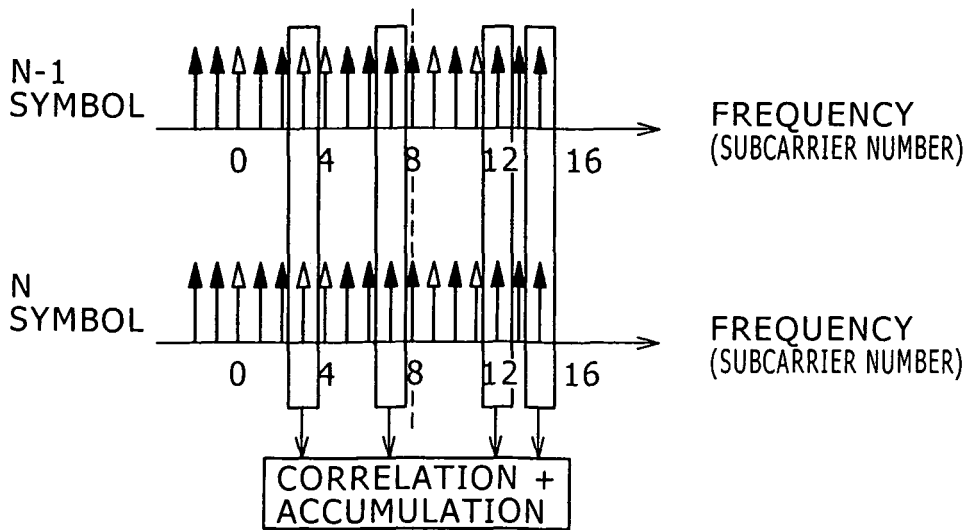 N-1
SYMBOL
0 4 8 12 16
FREQUENCY
(SUBCARRIER NUMBER)
N
SYMBOL
0 4 8 12 16
FREQUENCY
(SUBCARRIER NUMBER)
CORRELATION +
ACCUMULATION